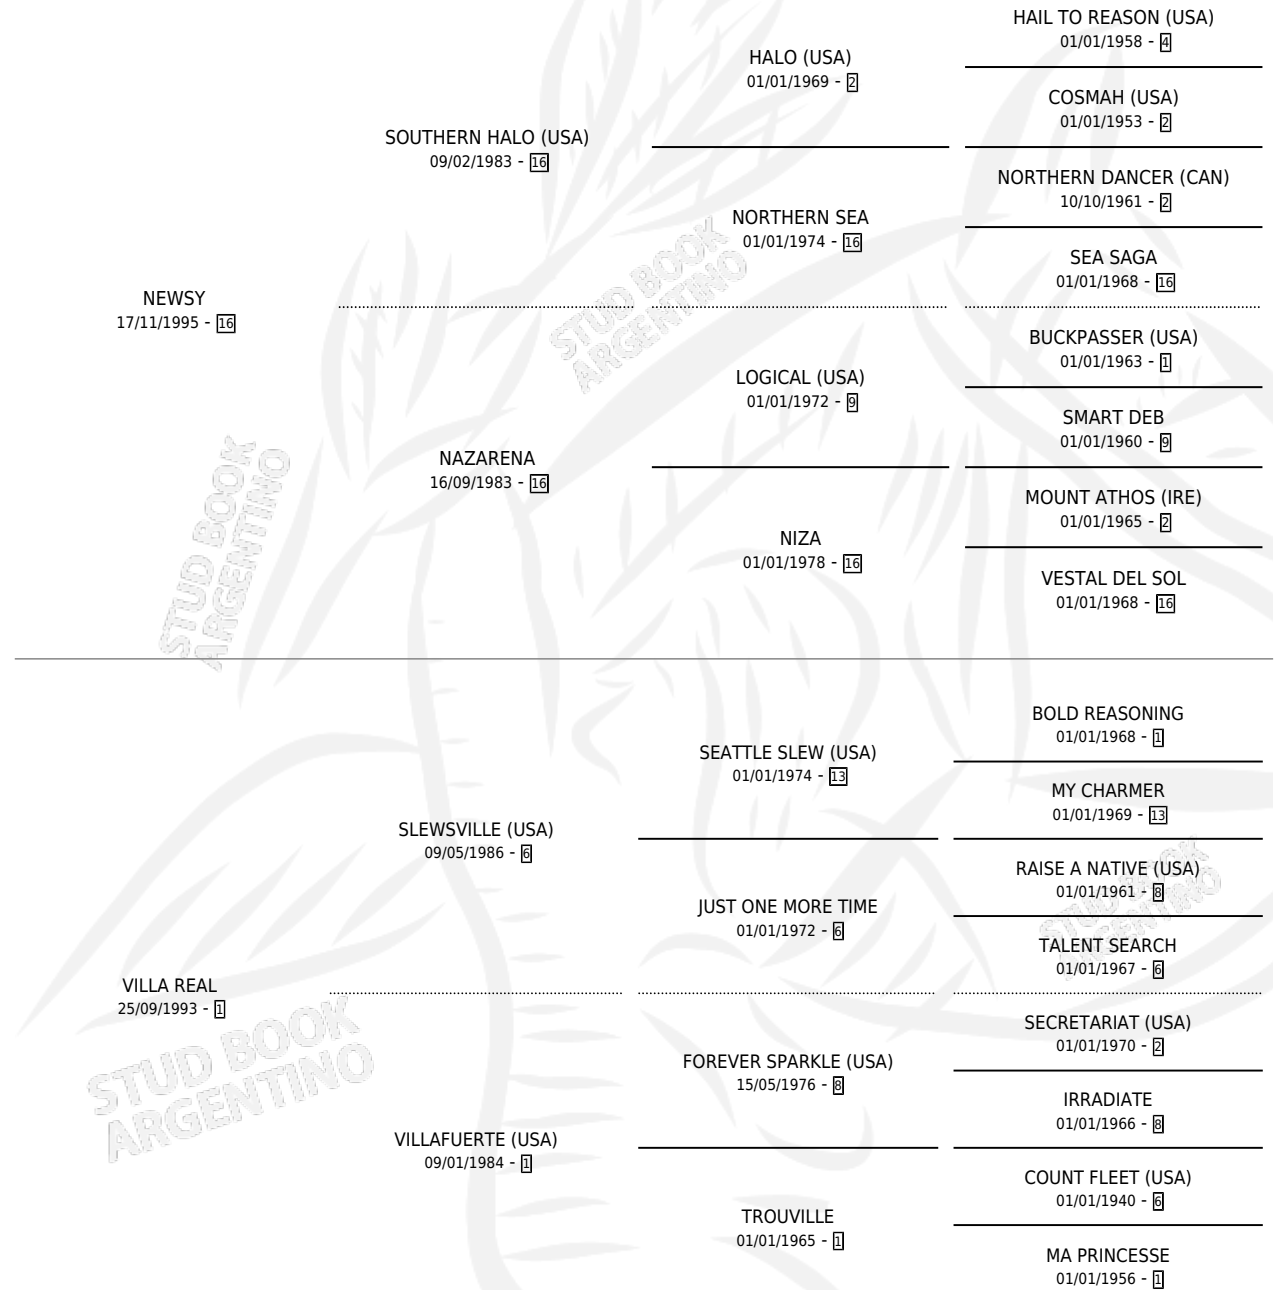 HAIL TO REASON (USA)
01/01/1958 - 4
HALO (USA)
01/01/1969 - 2
COSMAH (USA)
01/01/1953 - 2
SOUTHERN HALO (USA)
09/02/1983 - 16
NORTHERN DANCER (CAN)
10/10/1961 - 2
NORTHERN SEA
01/01/1974 - 16
SEA SAGA
01/01/1968 - 16
NEWSY
17/11/1995 - 16
STUD BOOK
ARGENTINO
BUCKPASSER (USA)
01/01/1963 - 1
LOGICAL (USA)
01/01/1972 - 9
SMART DEB
01/01/1960 - 9
NAZARENA
16/09/1983 - 16
MOUNT ATHOS (IRE)
01/01/1965 - 2
NIZA
01/01/1978 - 16
VESTAL DEL SOL
01/01/1968 - 16
STUD BOOK
ARGENTINO
BOLD REASONING
01/01/1968 - 1
SEATTLE SLEW (USA)
01/01/1974 - 13
MY CHARMER
01/01/1969 - 13
SLEWSVILLE (USA)
09/05/1986 - 6
RAISE A NATIVE (USA)
01/01/1961 - 8
JUST ONE MORE TIME
01/01/1972 - 6
STUD BOOK
ARGENTINO
TALENT SEARCH
01/01/1967 - 6
VILLA REAL
25/09/1993 - 1
STUD BOOK
ARGENTINO
SECRETARIAT (USA)
01/01/1970 - 2
FOREVER SPARKLE (USA)
15/05/1976 - 8
IRRADIATE
01/01/1966 - 8
VILLAFUERTE (USA)
09/01/1984 - 1
COUNT FLEET (USA)
01/01/1940 - 6
TROUVILLE
01/01/1965 - 1
MA PRINCESSE
01/01/1956 - 1